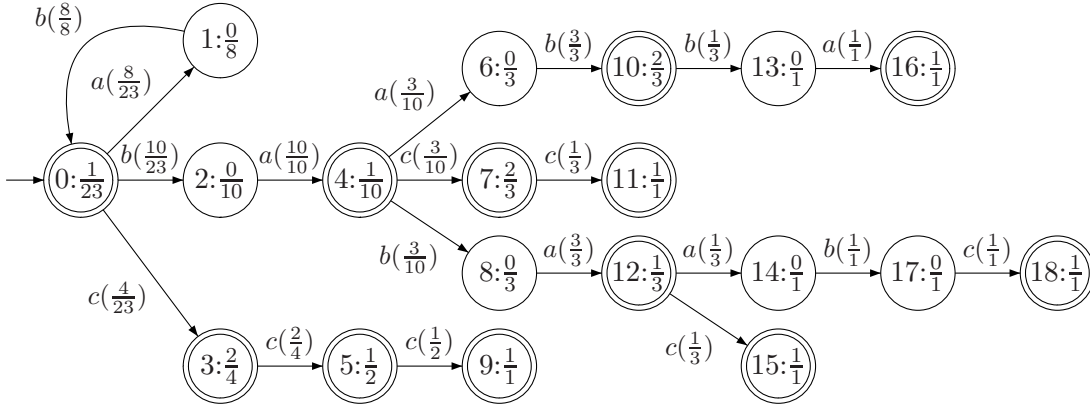 b(8/8)
1:0/8
a(8/23)
0:1/23
b(10/23)
2:0/10
a(10/10)
4:1/10
c(4/23)
3:2/4
c(2/4)
5:1/2
c(1/2)
9:1/1
a(3/10)
6:0/3
b(3/3)
10:2/3
b(1/3)
13:0/1
a(1/1)
16:1/1
c(3/10)
7:2/3
c(1/3)
11:1/1
b(3/10)
8:0/3
a(3/3)
12:1/3
a(1/3)
14:0/1
b(1/1)
17:0/1
c(1/1)
18:1/1
c(1/3)
15:1/1